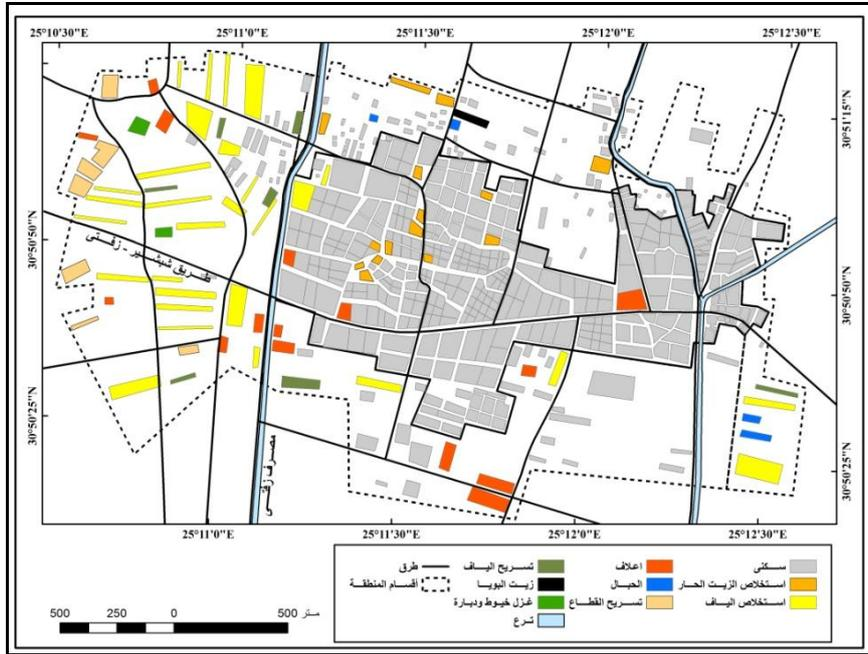 25°10'30"E 25°11'0"E 25°11'30"E 25°12'0"E 25°12'30"E
30°51'15"N
30°50'50"N
30°50'50"N
30°50'25"N
30°50'25"N
طريق شبشير - زفتى
مصرف زفتى
25°11'0"E 25°11'30"E 25°12'0"E 25°12'30"E
سكنى
اعلاف
تسريح الياف
طرق
استخلاص الزيت الحار
الحبال
زيت البويا
أقسام المنطقة
استخلاص الياف
تسريح القطاع
غزل خيوط ودبارة
ترع
500 250 0 500 متر